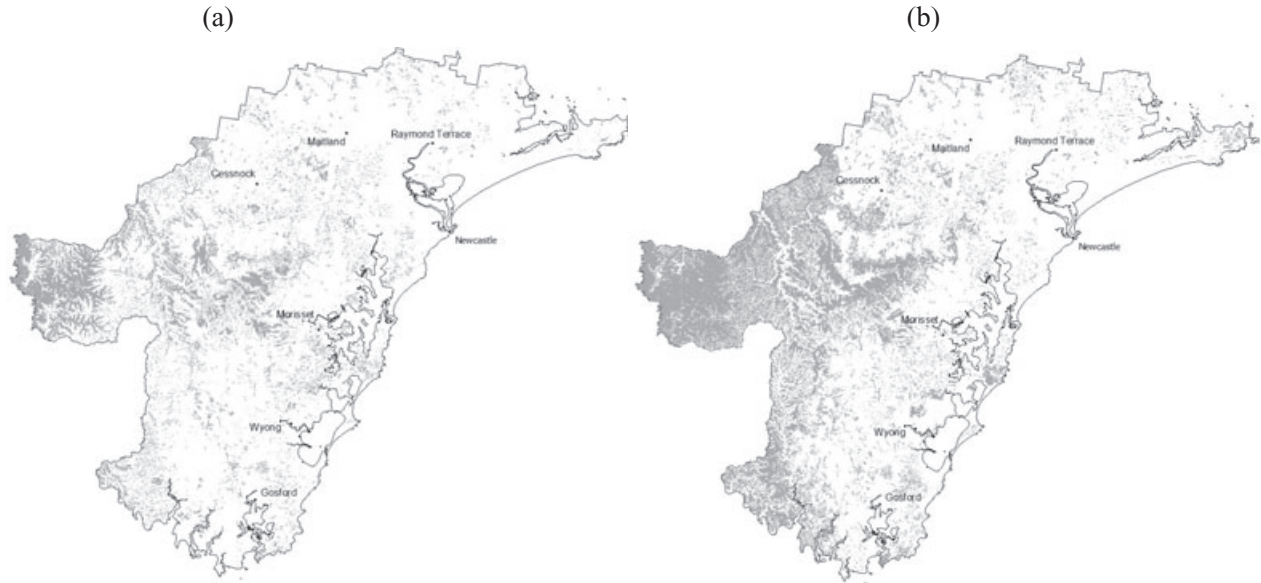 (a) (b)
Maitland
Raymond Terrace
Cessnock
Newcastle
Morisset
Wyong
Gosford
Maitland
Raymond Terrace
Cessnock
Newcastle
Morisset
Wyong
Gosford